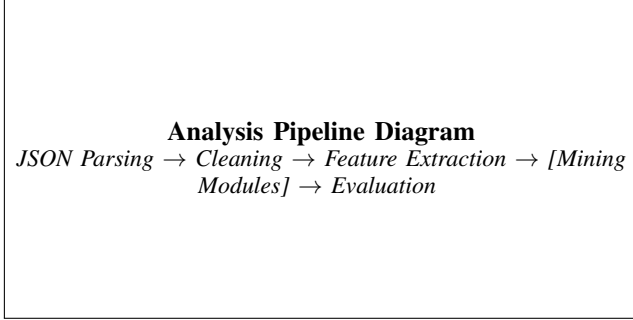 Analysis Pipeline Diagram
JSON Parsing → Cleaning → Feature Extraction → [Mining
Modules] → Evaluation